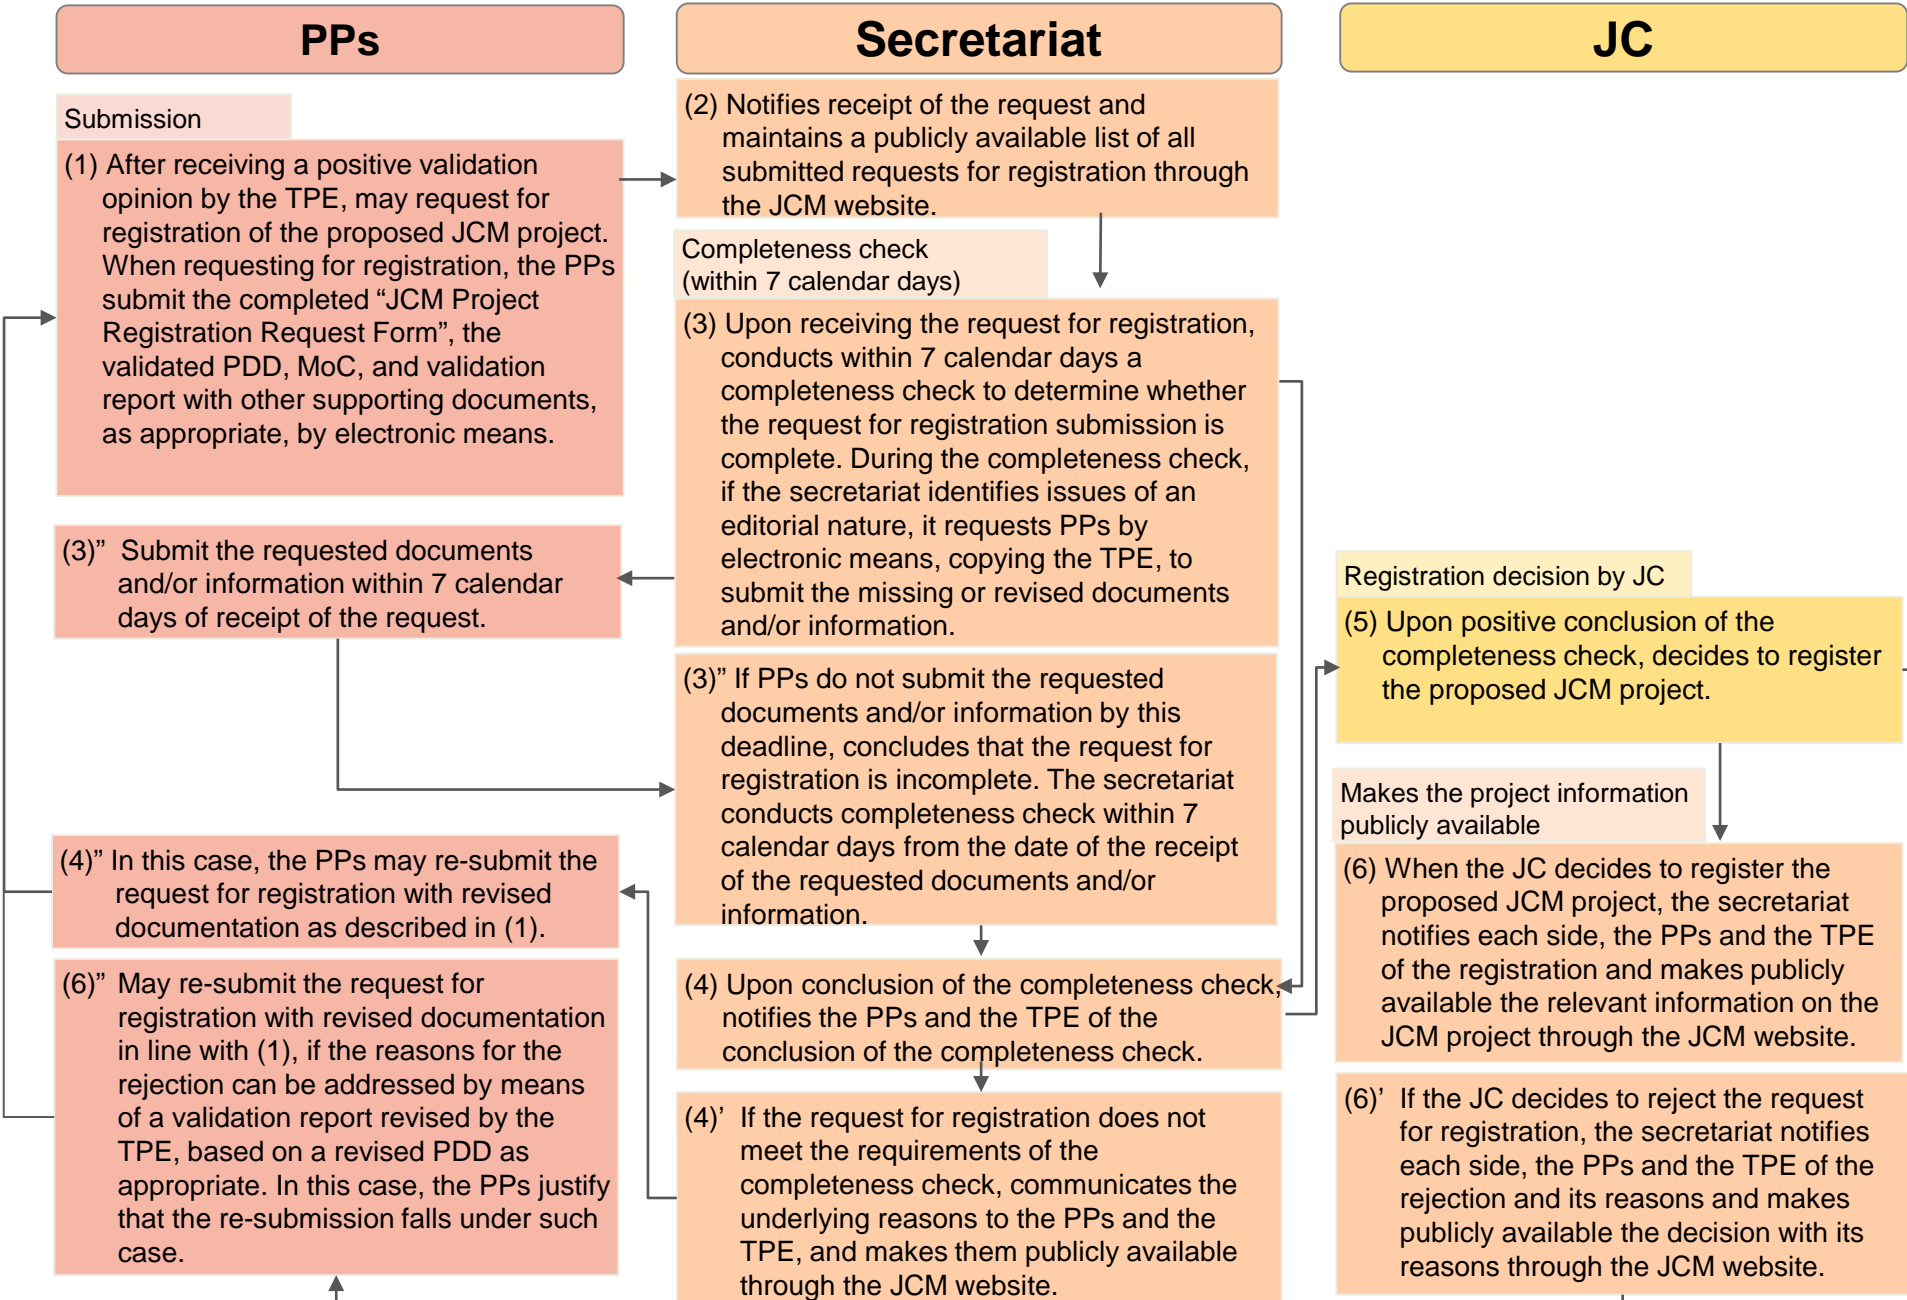 PPs
Secretariat
JC
Submission
(1) After receiving a positive validation
opinion by the TPE, may request for
registration of the proposed JCM project.
When requesting for registration, the PPs
submit the completed “JCM Project
Registration Request Form”, the
validated PDD, MoC, and validation
report with other supporting documents,
as appropriate, by electronic means.
(2) Notifies receipt of the request and
maintains a publicly available list of all
submitted requests for registration through
the JCM website.
Completeness check
(within 7 calendar days)
(3) Upon receiving the request for registration,
conducts within 7 calendar days a
completeness check to determine whether
the request for registration submission is
complete. During the completeness check,
if the secretariat identifies issues of an
editorial nature, it requests PPs by
electronic means, copying the TPE, to
submit the missing or revised documents
and/or information.
(3)” Submit the requested documents
and/or information within 7 calendar
days of receipt of the request.
(3)” If PPs do not submit the requested
documents and/or information by this
deadline, concludes that the request for
registration is incomplete. The secretariat
conducts completeness check within 7
calendar days from the date of the receipt
of the requested documents and/or
information.
(4)” In this case, the PPs may re-submit the
request for registration with revised
documentation as described in (1).
(4) Upon conclusion of the completeness check,
notifies the PPs and the TPE of the
conclusion of the completeness check.
(6)” May re-submit the request for
registration with revised documentation
in line with (1), if the reasons for the
rejection can be addressed by means
of a validation report revised by the
TPE, based on a revised PDD as
appropriate. In this case, the PPs justify
that the re-submission falls under such
case.
(4)’ If the request for registration does not
meet the requirements of the
completeness check, communicates the
underlying reasons to the PPs and the
TPE, and makes them publicly available
through the JCM website.
Registration decision by JC
(5) Upon positive conclusion of the
completeness check, decides to register
the proposed JCM project.
Makes the project information
publicly available
(6) When the JC decides to register the
proposed JCM project, the secretariat
notifies each side, the PPs and the TPE
of the registration and makes publicly
available the relevant information on the
JCM project through the JCM website.
(6)’ If the JC decides to reject the request
for registration, the secretariat notifies
each side, the PPs and the TPE of the
rejection and its reasons and makes
publicly available the decision with its
reasons through the JCM website.